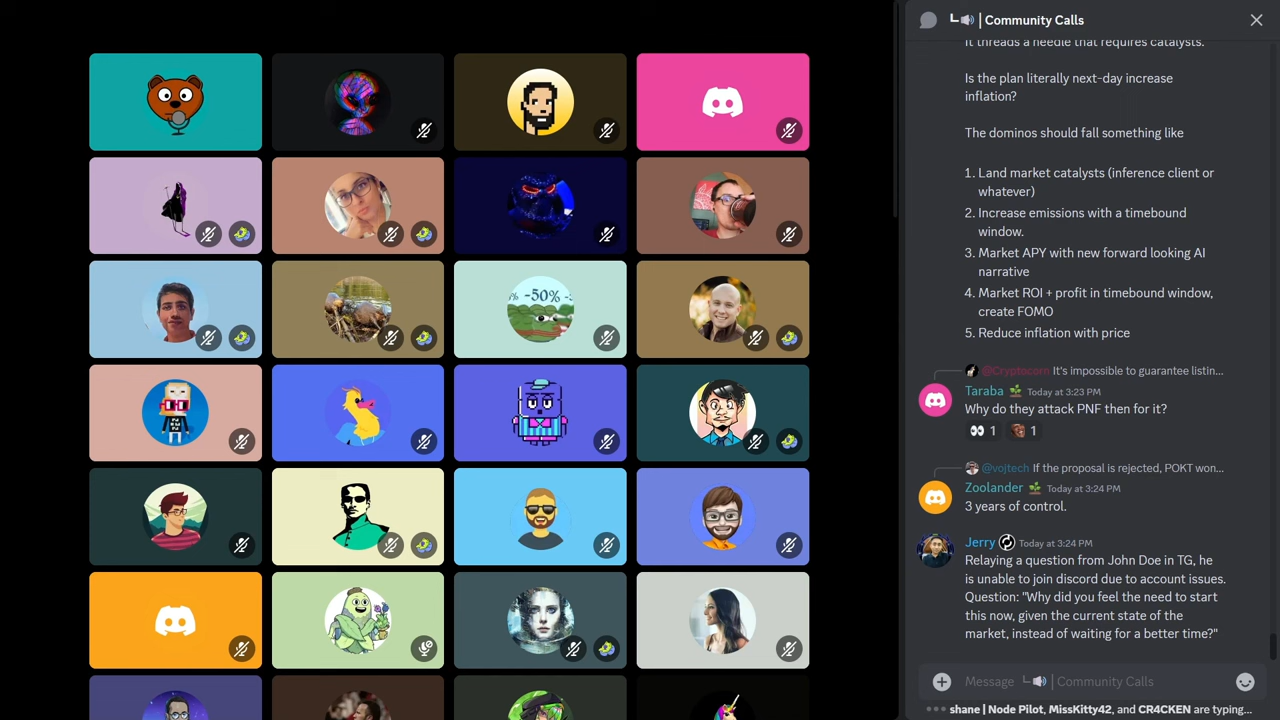 Community Calls
It threads a needle that requires catalysts.
Is the plan literally next-day increase
inflation?
The dominos should fall something like
1. Land market catalysts (inference client or
whatever)
2. Increase emissions with a timebound
window.
3. Market APY with new forward looking AI
narrative
4. Market ROI + profit in timebound window,
create FOMO
5. Reduce inflation with price
@Cryptocorn It's impossible to guarantee listin...
Taraba Today at 3:23 PM
Why do they attack PNF then for it?
1 1
@vojtech If the proposal is rejected, POKT won...
Zoolander Today at 3:24 PM
3 years of control.
Jerry Today at 3:24 PM
Relaying a question from John Doe in TG, he
is unable to join discord due to account issues.
Question: "Why did you feel the need to start
this now, given the current state of the
market, instead of waiting for a better time?"
Message Community Calls
shane | Node Pilot, MissKitty42, and CR4CKEN are typing...
-50%